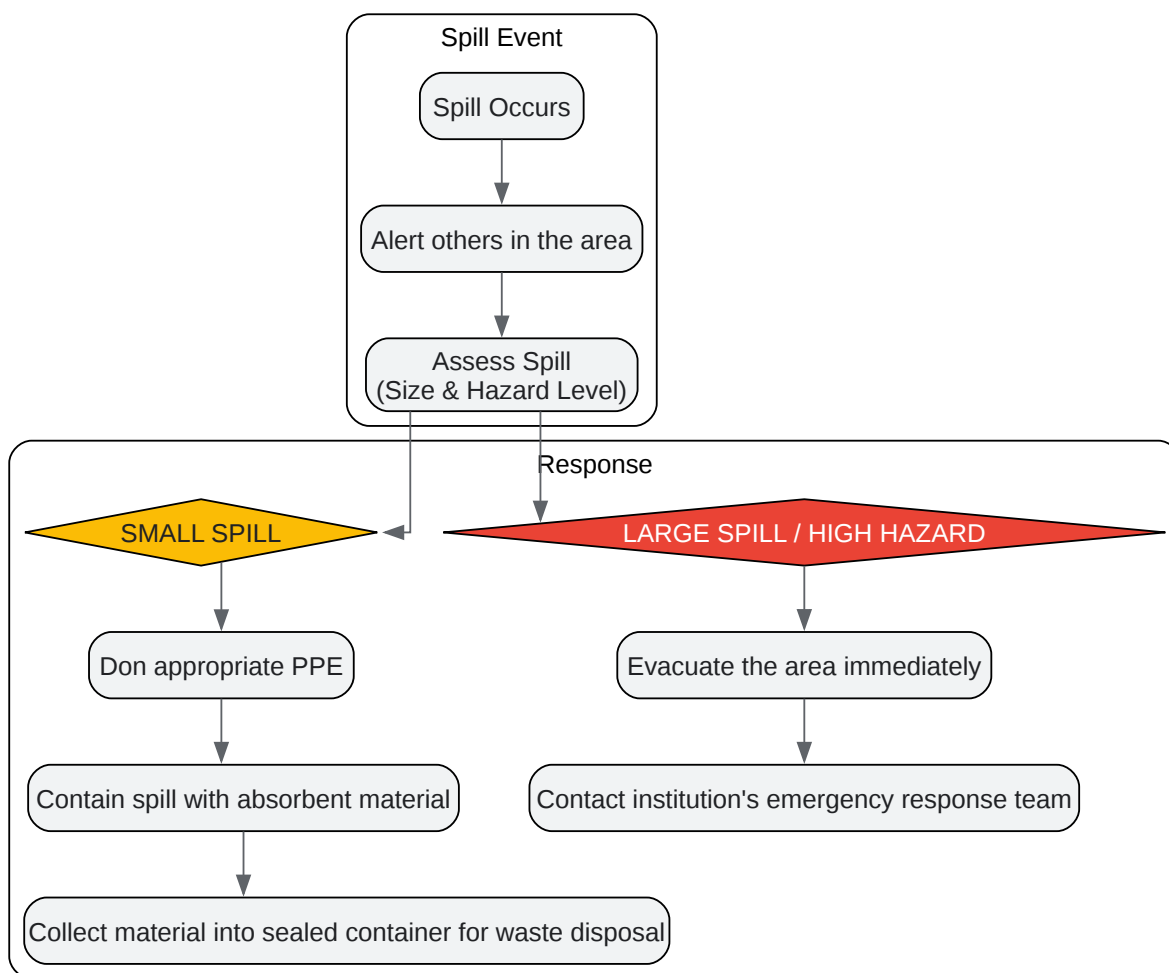 Spill Event
Spill Occurs
Alert others in the area
Assess Spill
(Size & Hazard Level)
Response
SMALL SPILL
LARGE SPILL / HIGH HAZARD
Don appropriate PPE
Evacuate the area immediately
Contain spill with absorbent material
Contact institution's emergency response team
Collect material into sealed container for waste disposal